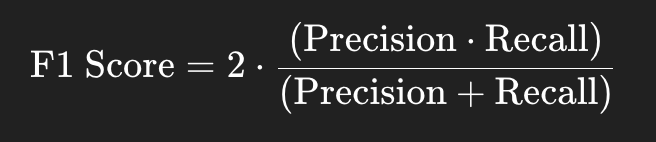 F1 Score = 2 · (Precision · Recall) / (Precision + Recall)